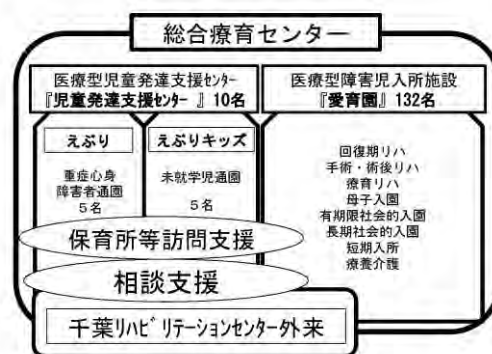 総合療育センター
医療型児童発達支援ｾﾝﾀｰ
『児童発達支援ｾﾝﾀｰ 』10名
医療型障害児入所施設
『愛育園』132名
えぶり
重症心身
障害者通園
５名
えぶりキッズ
未就学児通園
５名
回復期リハ
手術・術後リハ
療育リハ
母子入園
有期限社会的入園
長期社会的入園
短期入所
療養介護
保育所等訪問支援
相談支援
千葉ﾘﾊﾋﾞﾘﾃｰｼｮﾝｾﾝﾀｰ外来